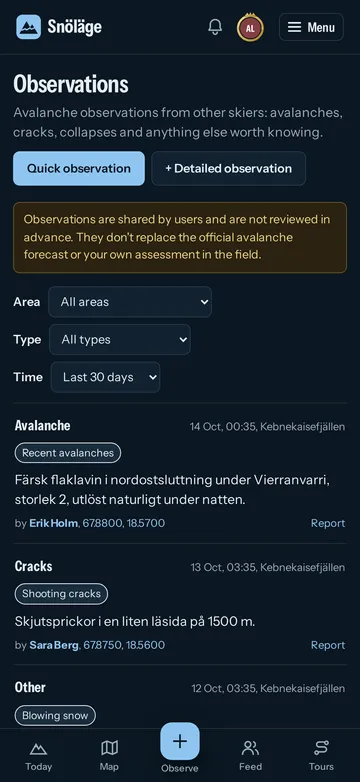 Snöläge
AL
Menu
Observations
Avalanche observations from other skiers: avalanches,
cracks, collapses and anything else worth knowing.
Quick observation
+ Detailed observation
Observations are shared by users and are not reviewed in
advance. They don't replace the official avalanche
forecast or your own assessment in the field.
Area All areas
Type All types
Time Last 30 days
Avalanche 14 Oct, 00:35, Kebnekaisefjällen
Recent avalanches
Färsk flaklavin i nordostsluttning under Vierranvarri,
storlek 2, utlöst naturligt under natten.
by Erik Holm, 67.8800, 18.5700 Report
Cracks 13 Oct, 03:35, Kebnekaisefjällen
Shooting cracks
Skjutsprickor i en liten läsida på 1500 m.
by Sara Berg, 67.8750, 18.5600 Report
Other 12 Oct, 03:35, Kebnekaisefjällen
Blowing snow
Today Map Observe Feed Tours